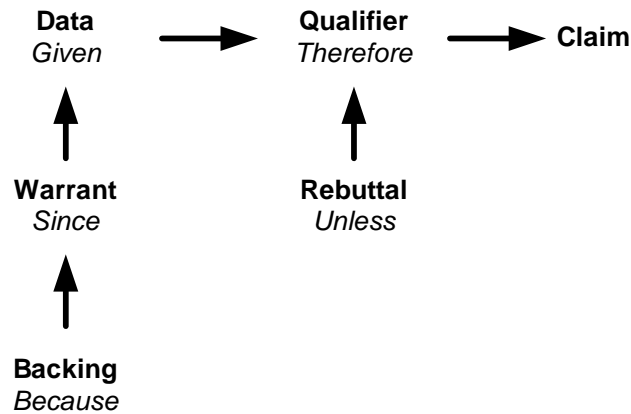 Data
Given
Qualifier
Therefore
Claim
Warrant
Since
Rebuttal
Unless
Backing
Because